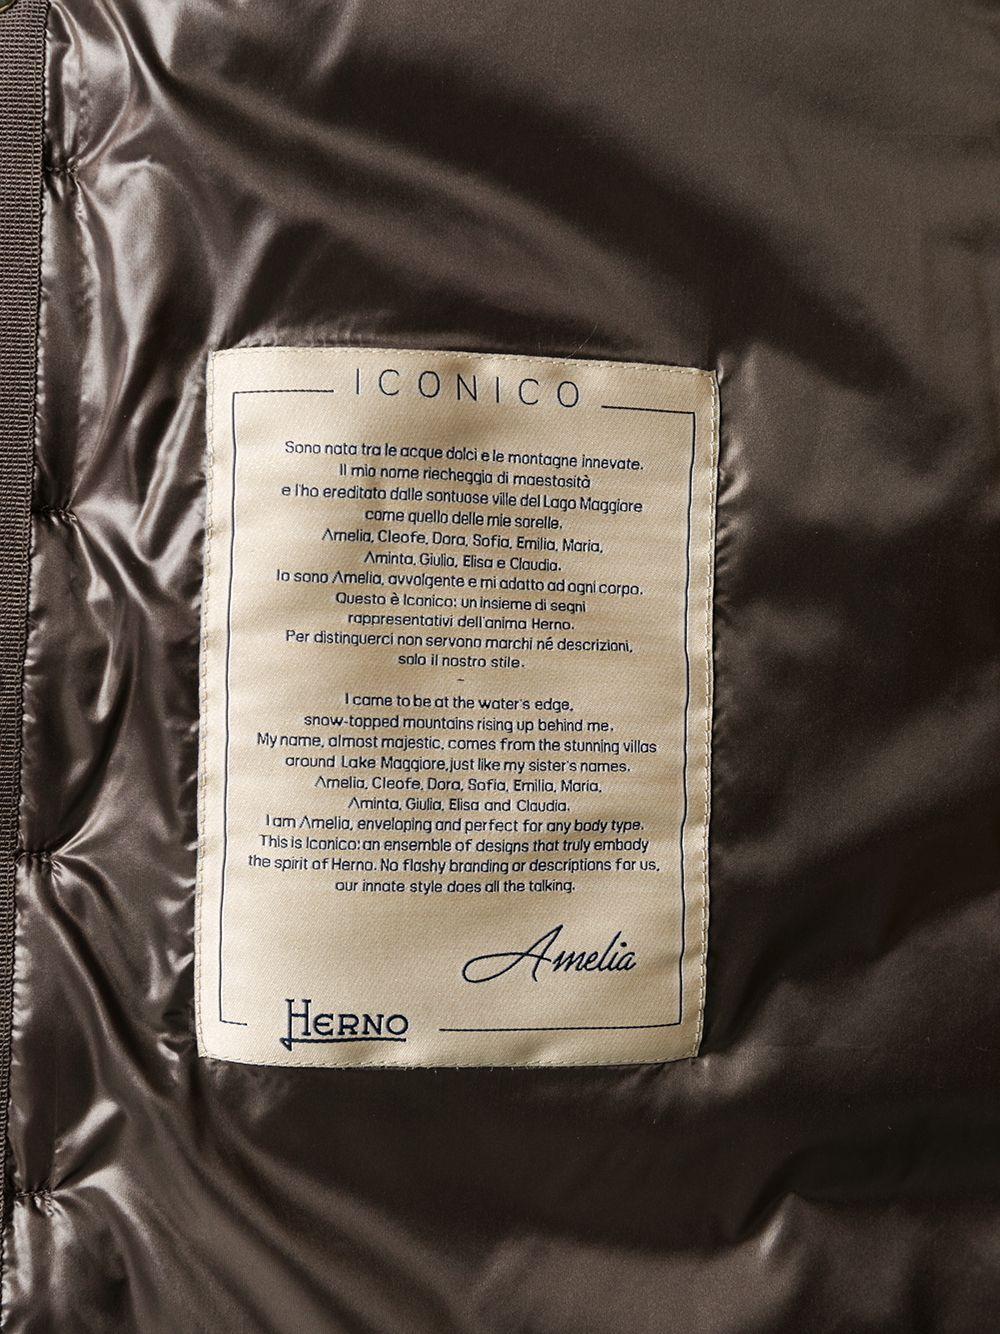 ICONICO
Sono nata tra le acque dolci e le montagne innevate.
Il mio nome riecheggia di maestosità
e l'ho ereditato dalle sontuose ville del Lago Maggiore
come quello delle mie sorelle.
Amelia, Cleofe, Dora, Sofia, Emilia, Maria,
Aminta, Giulia, Elisa e Claudia.
Io sono Amelia, avvolgente e mi adatto ad ogni corpo.
Questo è Iconico: un insieme di segni
rappresentativi dell'anima Herno.
Per distinguerci non servono marchi né descrizioni,
solo il nostro stile.
-
I came to be at the water's edge,
snow-topped mountains rising up behind me.
My name, almost majestic, comes from the stunning villas
around Lake Maggiore, just like my sister's names.
Amelia, Cleofe, Dora, Sofia, Emilia, Maria,
Aminta, Giulia, Elisa and Claudia.
I am Amelia, enveloping and perfect for any body type.
This is Iconico: an ensemble of designs that truly embody
the spirit of Herno. No flashy branding or descriptions for us,
our innate style does all the talking.
Amelia
HERNO